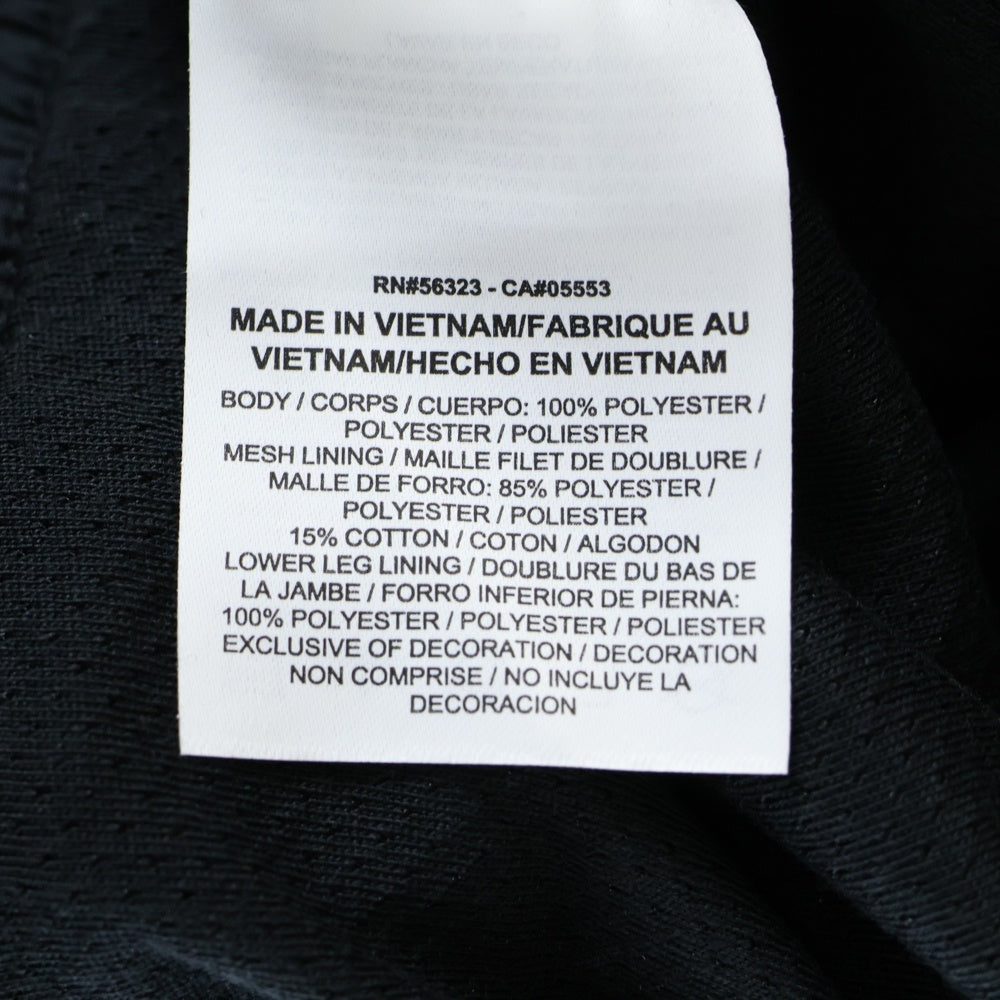 RN#56323 - CA#05553
MADE IN VIETNAM/FABRIQUE AU
VIETNAM/HECHO EN VIETNAM
BODY / CORPS / CUERPO: 100% POLYESTER /
POLYESTER / POLIESTER
MESH LINING / MAILLE FILET DE DOUBLURE /
MALLE DE FORRO: 85% POLYESTER /
POLYESTER / POLIESTER
15% COTTON / COTON / ALGODON
LOWER LEG LINING / DOUBLURE DU BAS DE
LA JAMBE / FORRO INFERIOR DE PIERNA:
100% POLYESTER / POLYESTER / POLIESTER
EXCLUSIVE OF DECORATION / DECORATION
NON COMPRISE / NO INCLUYE LA
DECORACION